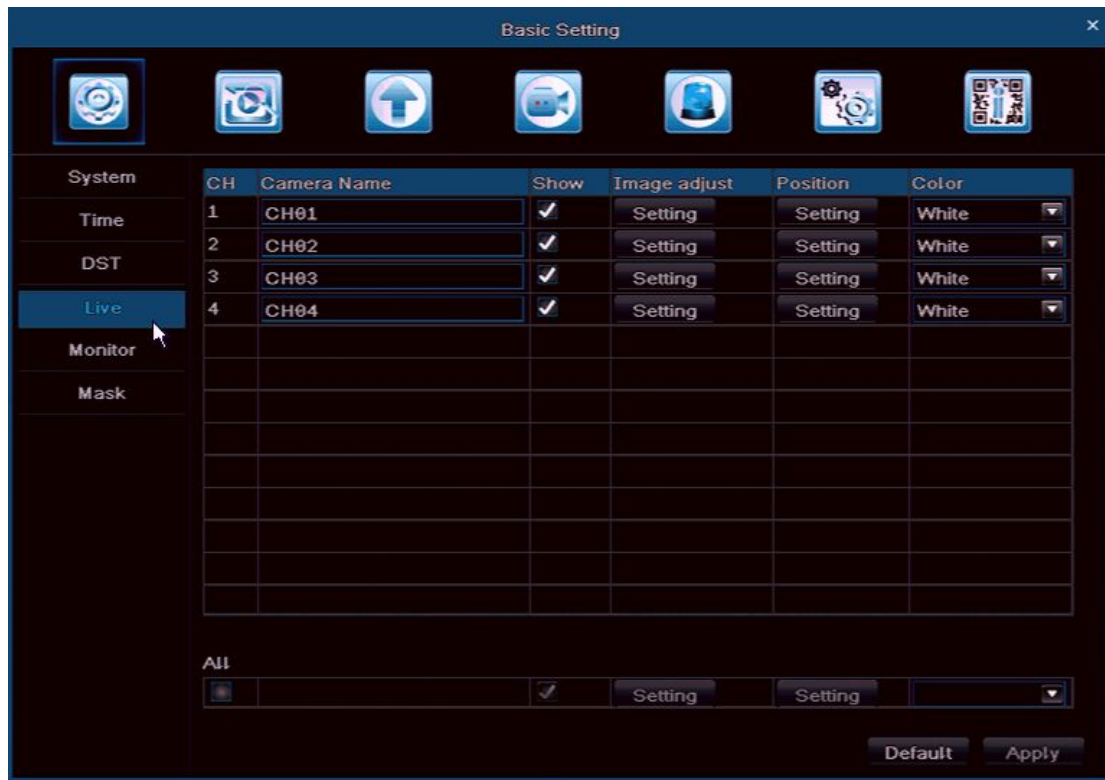 Basic Setting ×
System
Time
DST
Live
Monitor
Mask
CH Camera Name Show Image adjust Position Color
1 CH01 Setting Setting White
2 CH02 Setting Setting White
3 CH03 Setting Setting White
4 CH04 Setting Setting White
All
Setting Setting
Default Apply